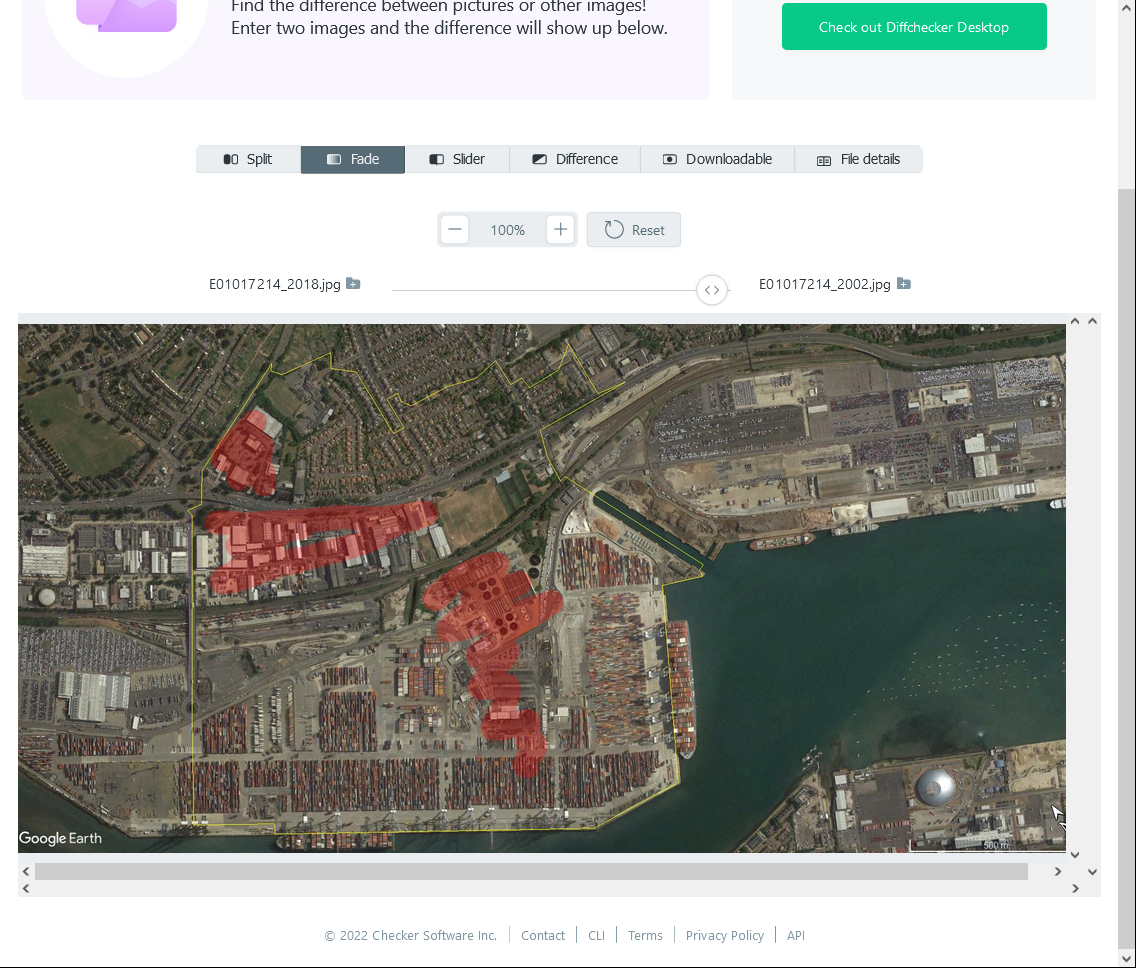 Find the difference between pictures or other images!
Enter two images and the difference will show up below.
Check out Diffchecker Desktop
Split
Fade
Slider
Difference
Downloadable
File details
100%
Reset
E01017214_2018.jpg
E01017214_2002.jpg
Google Earth
500 m
© 2022 Checker Software Inc.
Contact
CLI
Terms
Privacy Policy
API